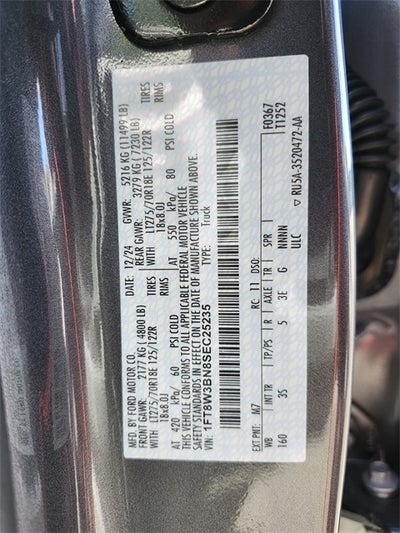 MFD. BY FORD MOTOR CO.
DATE: 12/24 GVWR: 5216 KG (11499 LB)
FRONT GAWR: 2177 KG (4800 LB) REAR GAWR: 3279 KG (7230 LB)
WITH LT275/70R18E 125/122R TIRES WITH LT275/70R18E 125/122R TIRES
18x8.0J RIMS 18x8.0J RIMS
AT 420 kPa/ 60 PSI COLD AT 550 kPa/ 80 PSI COLD
THIS VEHICLE CONFORMS TO ALL APPLICABLE FEDERAL MOTOR VEHICLE
SAFETY STANDARDS IN EFFECT ON THE DATE OF MANUFACTURE SHOWN ABOVE.
VIN: 1FT8W3BN8SEC25235 TYPE: Truck
F0367
T1252
EXT PNT: M7 RC: 11 DSO:
WB INT TR TP/PS R AXLE TR SPR
160 35 5 3E G NNNN
ULC ▽ RU5A-3520472-AA